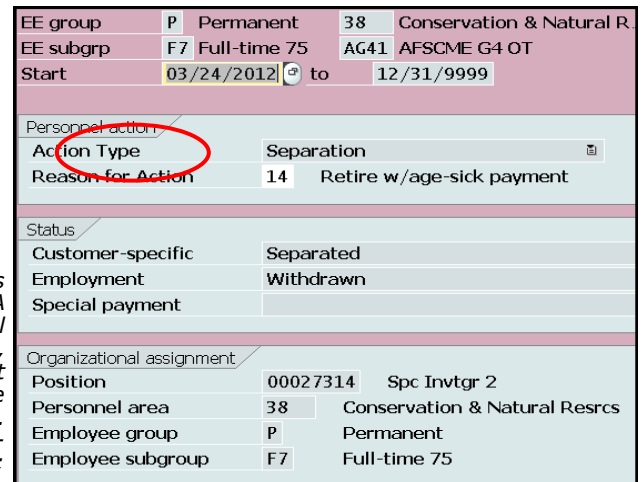 EE group P Permanent 38 Conservation & Natural R.
EE subgrp F7 Full-time 75 AG41 AFSCME G4 OT
Start 03/24/2012 to 12/31/9999
Personnel action
Action Type Separation
Reason for Action 14 Retire w/age-sick payment
Status
Customer-specific Separated
Employment Withdrawn
Special payment
Organizational assignment
Position 00027314 Spc Invtgr 2
Personnel area 38 Conservation & Natural Resrcs
Employee group P Permanent
Employee subgroup F7 Full-time 75